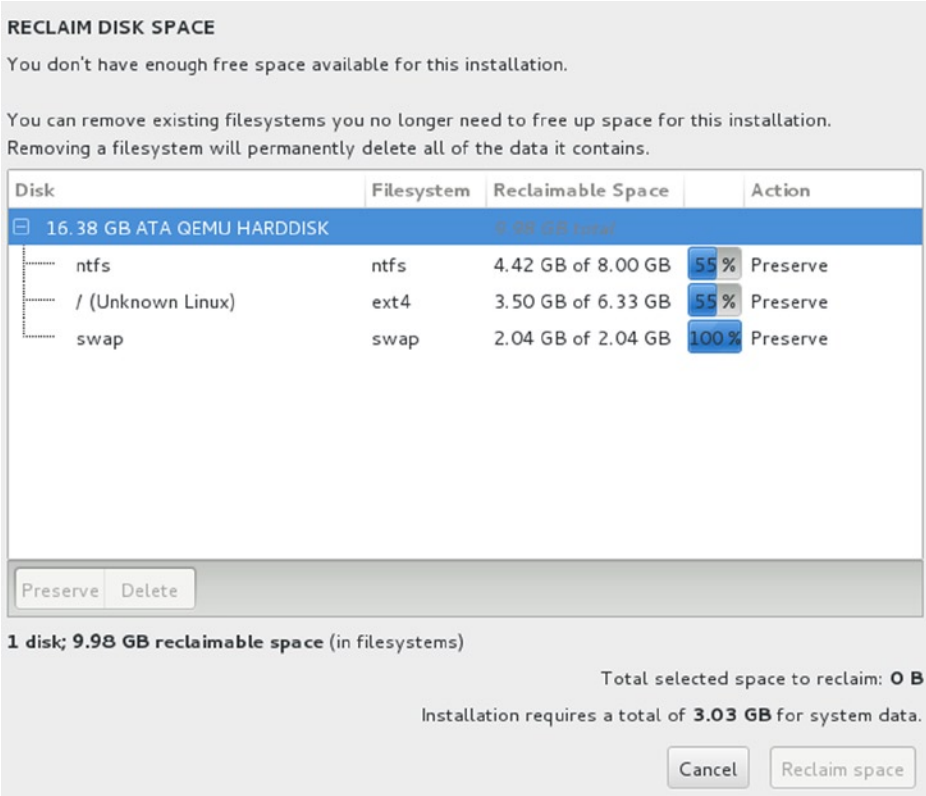 RECLAIM DISK SPACE
You don't have enough free space available for this installation.
You can remove existing filesystems you no longer need to free up space for this installation.
Removing a filesystem will permanently delete all of the data it contains.
Disk Filesystem Reclaimable Space Action
16.38 GB ATA QEMU HARDDISK 9.98 GB total
ntfs ntfs 4.42 GB of 8.00 GB 55 % Preserve
/ (Unknown Linux) ext4 3.50 GB of 6.33 GB 55 % Preserve
swap swap 2.04 GB of 2.04 GB 100 % Preserve
Preserve Delete
1 disk; 9.98 GB reclaimable space (in filesystems)
Total selected space to reclaim: 0 B
Installation requires a total of 3.03 GB for system data.
Cancel Reclaim space